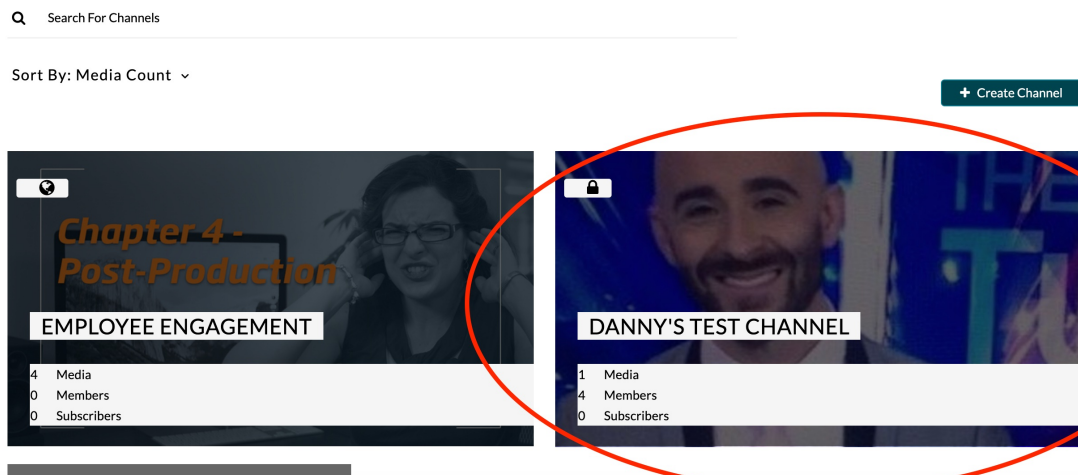 Search For Channels
Sort By: Media Count
+ Create Channel
Chapter 4 -
Post-Production
EMPLOYEE ENGAGEMENT
4 Media
0 Members
0 Subscribers
DANNY'S TEST CHANNEL
1 Media
4 Members
0 Subscribers